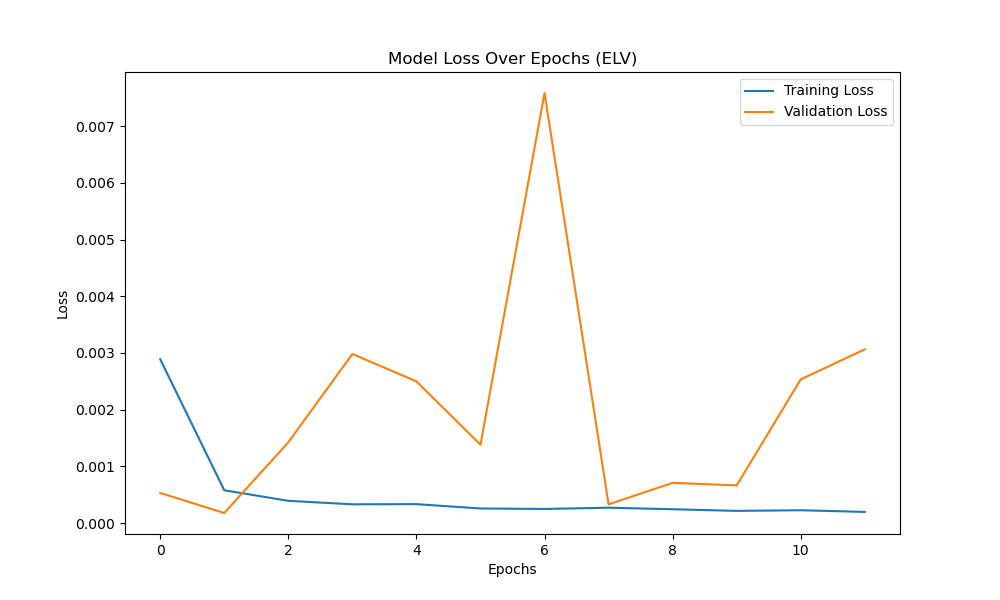 Model Loss Over Epochs (ELV)
Training Loss
Validation Loss
0.007
0.006
0.005
0.004
0.003
0.002
0.001
0.000
Loss
0 2 4 6 8 10
Epochs